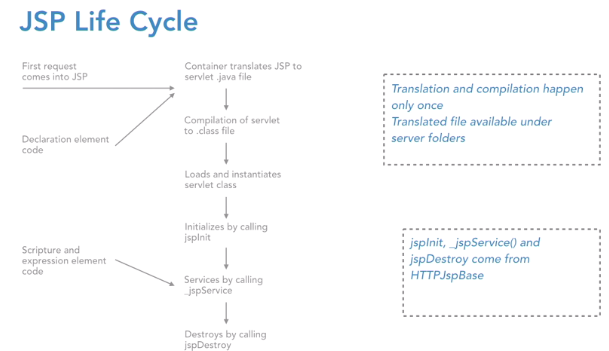 JSP Life Cycle
First request
comes into JSP
Container translates JSP to
servlet .java file
Declaration element
code
Compilation of servlet
to .class file
Loads and instantiates
servlet class
Initializes by calling
jspInit
Scripture and
expression element
code
Services by calling
_jspService
Destroys by calling
jspDestroy
Translation and compilation happen
only once
Translated file available under
server folders
jspInit, _jspService() and
jspDestroy come from
HTTPJspBase